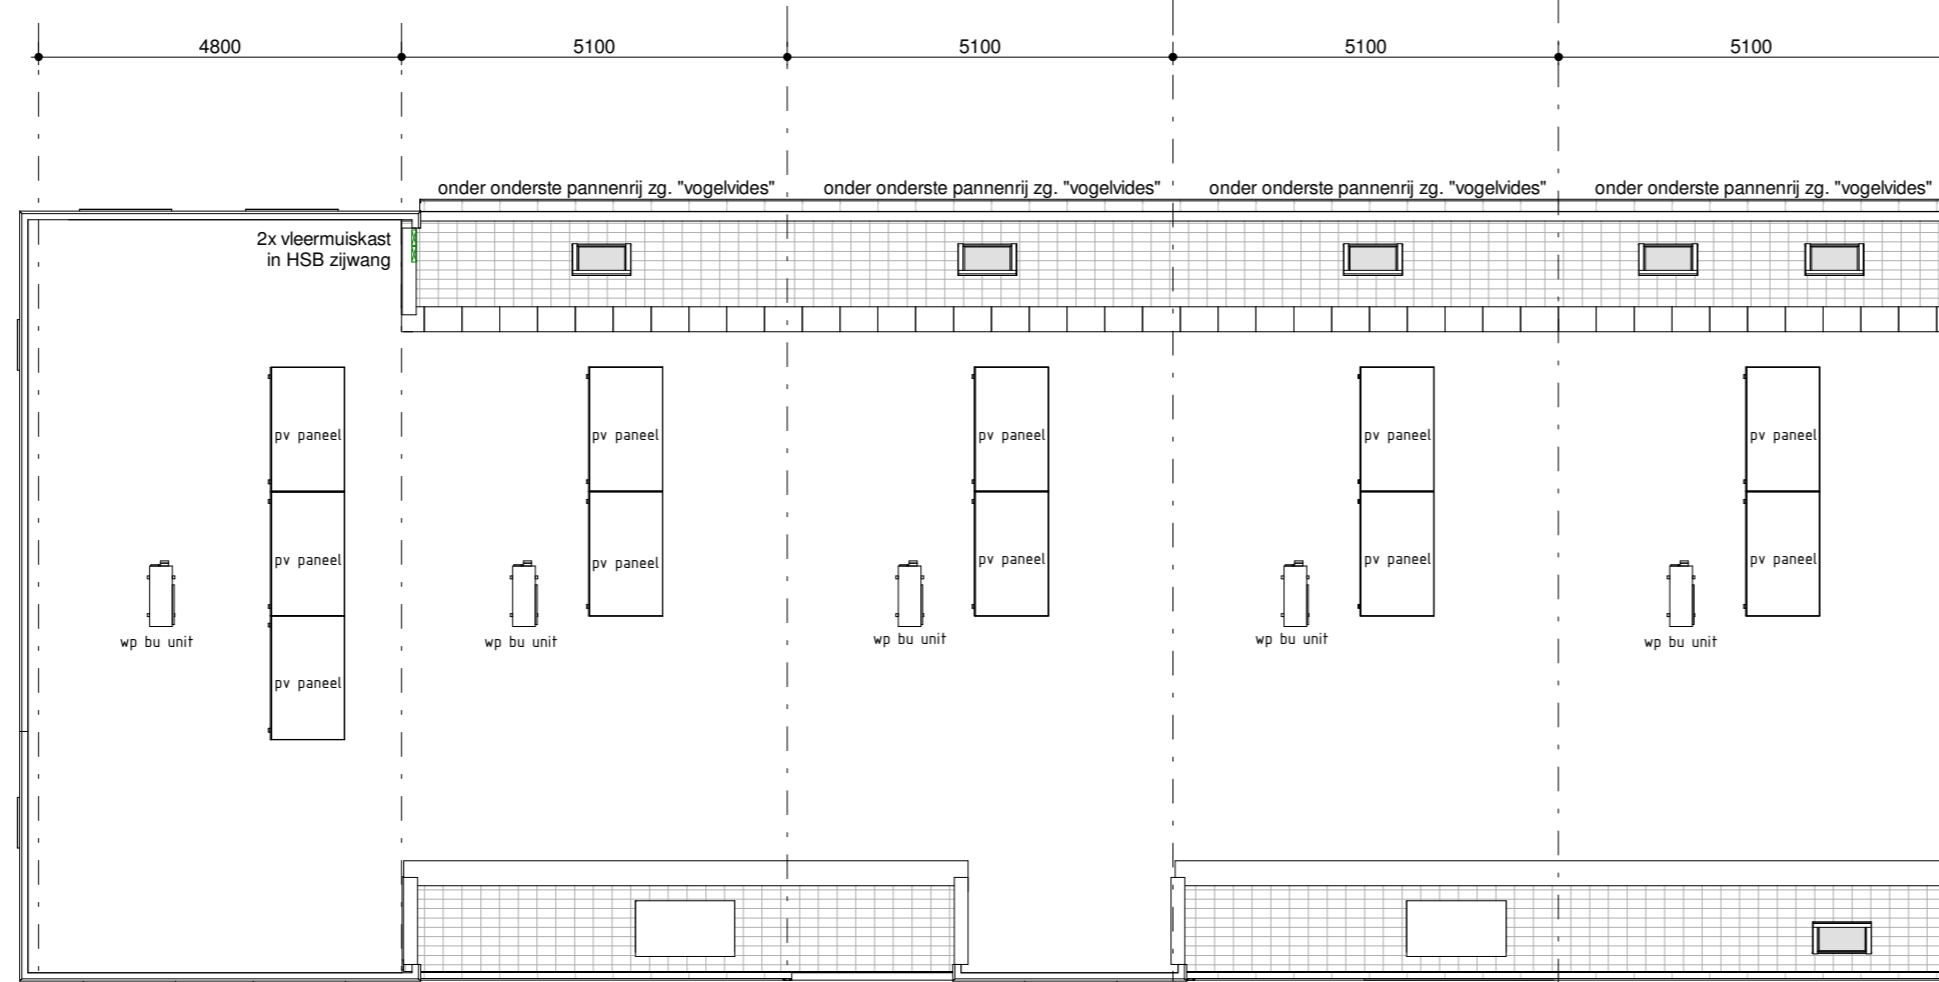 4800
5100
5100
5100
5100
onder onderste pannenrij zg. "vogelvides"
onder onderste pannenrij zg. "vogelvides"
onder onderste pannenrij zg. "vogelvides"
onder onderste pannenrij zg. "vogelvides"
2x vleermuiskast
in HSB zijwang
pv paneel
pv paneel
pv paneel
pv paneel
pv paneel
pv paneel
pv paneel
pv paneel
pv paneel
pv paneel
wp bu unit
wp bu unit
wp bu unit
wp bu unit
wp bu unit
pv paneel